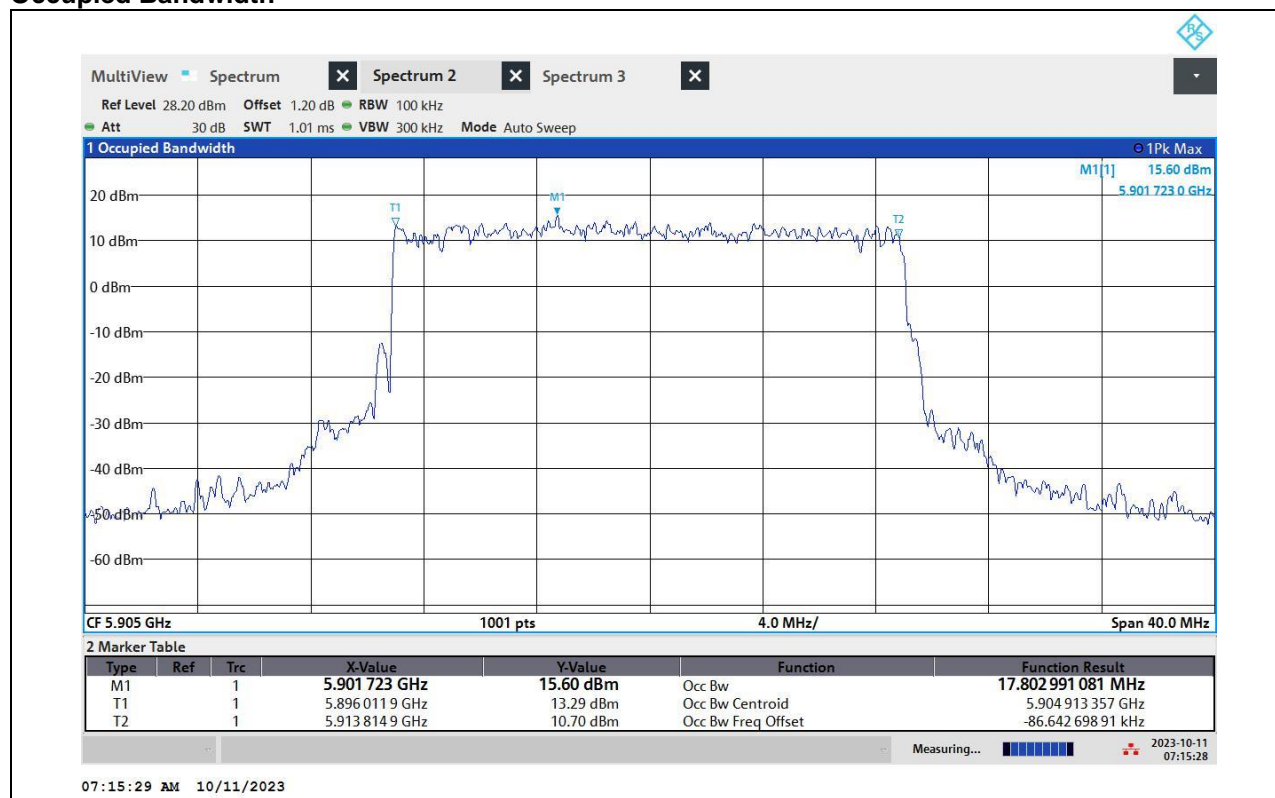 Occupied Bandwidth
R&S
MultiView Spectrum X Spectrum 2 X Spectrum 3 X
Ref Level 28.20 dBm Offset 1.20 dB RBW 100 kHz
Att 30 dB SWT 1.01 ms VBW 300 kHz Mode Auto Sweep
1 Occupied Bandwidth 1Pk Max
M1[1] 15.60 dBm
5.901 723 0 GHz
20 dBm
M1
T1
T2
10 dBm
0 dBm
-10 dBm
-20 dBm
-30 dBm
-40 dBm
-50 dBm
-60 dBm
CF 5.905 GHz 1001 pts 4.0 MHz/ Span 40.0 MHz
2 Marker Table
Type Ref Trc X-Value Y-Value Function Function Result
M1 1 5.901 723 GHz 15.60 dBm Occ Bw 17.802 991 081 MHz
T1 1 5.896 011 9 GHz 13.29 dBm Occ Bw Centroid 5.904 913 357 GHz
T2 1 5.913 814 9 GHz 10.70 dBm Occ Bw Freq Offset -86.642 698 91 kHz
Measuring... 2023-10-11
07:15:28
07:15:29 AM 10/11/2023